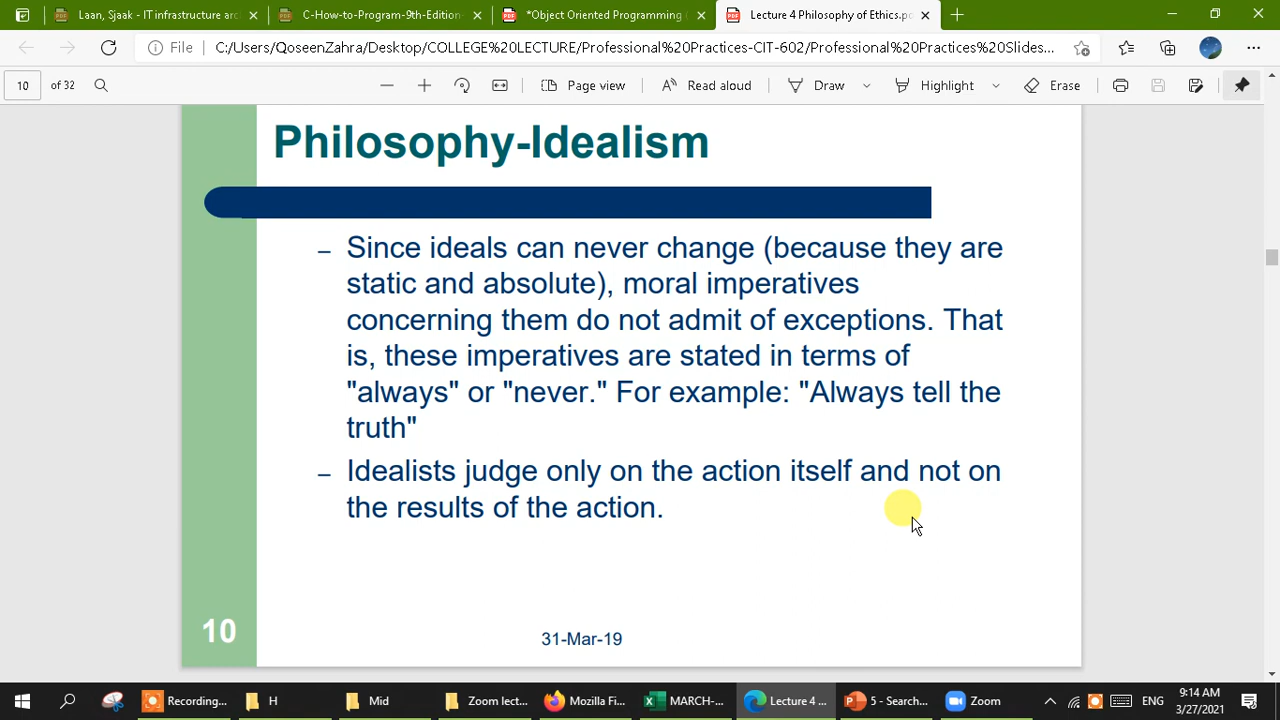 Laan, Sjaak - IT infrastructure arc
C-How-to-Program-9th-Edition-
*Object Oriented Programming (
Lecture 4 Philosophy of Ethics.pd
File
C:/Users/QoseenZahra/Desktop/COLLEGE%20LECTURE/Professional%20Practices-CIT-602/Professional%20Practices%20Slides...
10 of 32
Page view
Read aloud
Draw
Highlight
Erase
Philosophy-Idealism
– Since ideals can never change (because they are
static and absolute), moral imperatives
concerning them do not admit of exceptions. That
is, these imperatives are stated in terms of
"always" or "never." For example: "Always tell the
truth"
– Idealists judge only on the action itself and not on
the results of the action.
10
31-Mar-19
Recording...
H
Mid
Zoom lect...
Mozilla Fi...
MARCH-...
Lecture 4 ...
5 - Search...
Zoom
ENG
9:14 AM
3/27/2021